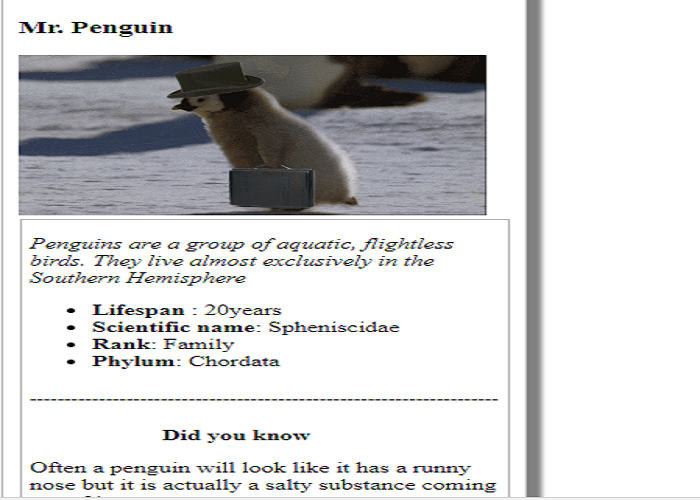 Mr. Penguin
Penguins are a group of aquatic, flightless
birds. They live almost exclusively in the
Southern Hemisphere
Lifespan : 20years
Scientific name: Spheniscidae
Rank: Family
Phylum: Chordata
--------------------------------------------------------------------
Did you know
Often a penguin will look like it has a runny
nose but it is actually a salty substance coming